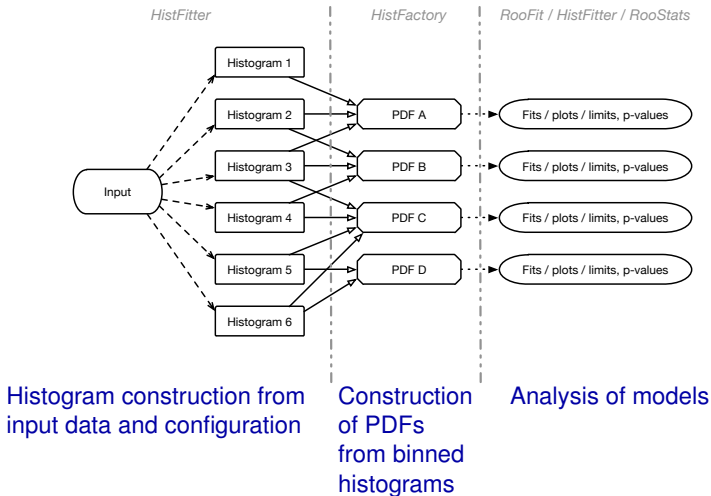 HistFitter
HistFactory
RooFit / HistFitter / RooStats
Input
Histogram 1
Histogram 2
Histogram 3
Histogram 4
Histogram 5
Histogram 6
PDF A
PDF B
PDF C
PDF D
Fits / plots / limits, p-values
Fits / plots / limits, p-values
Fits / plots / limits, p-values
Fits / plots / limits, p-values
Histogram construction from
input data and configuration
Construction
of PDFs
from binned
histograms
Analysis of models